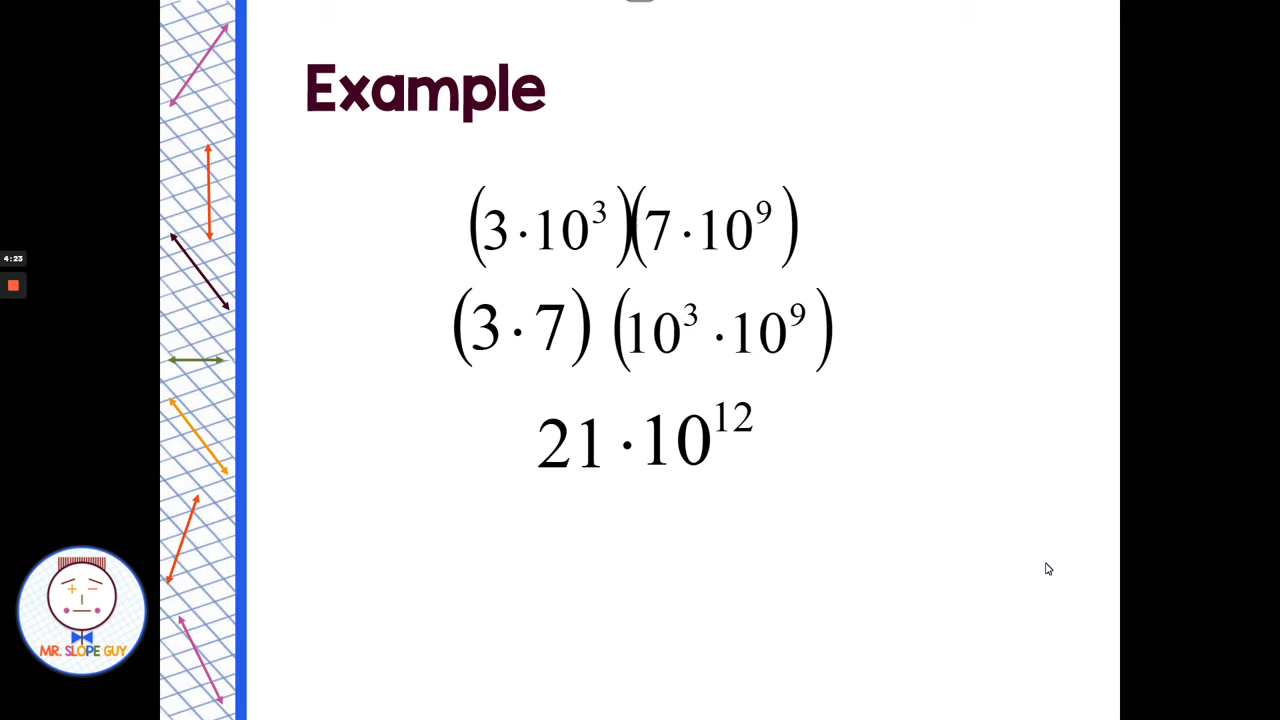 Example
(3 · 10³)(7 · 10⁹)
(3 · 7) (10³ · 10⁹)
21 · 10¹²
4:23
MR. SLOPE GUY